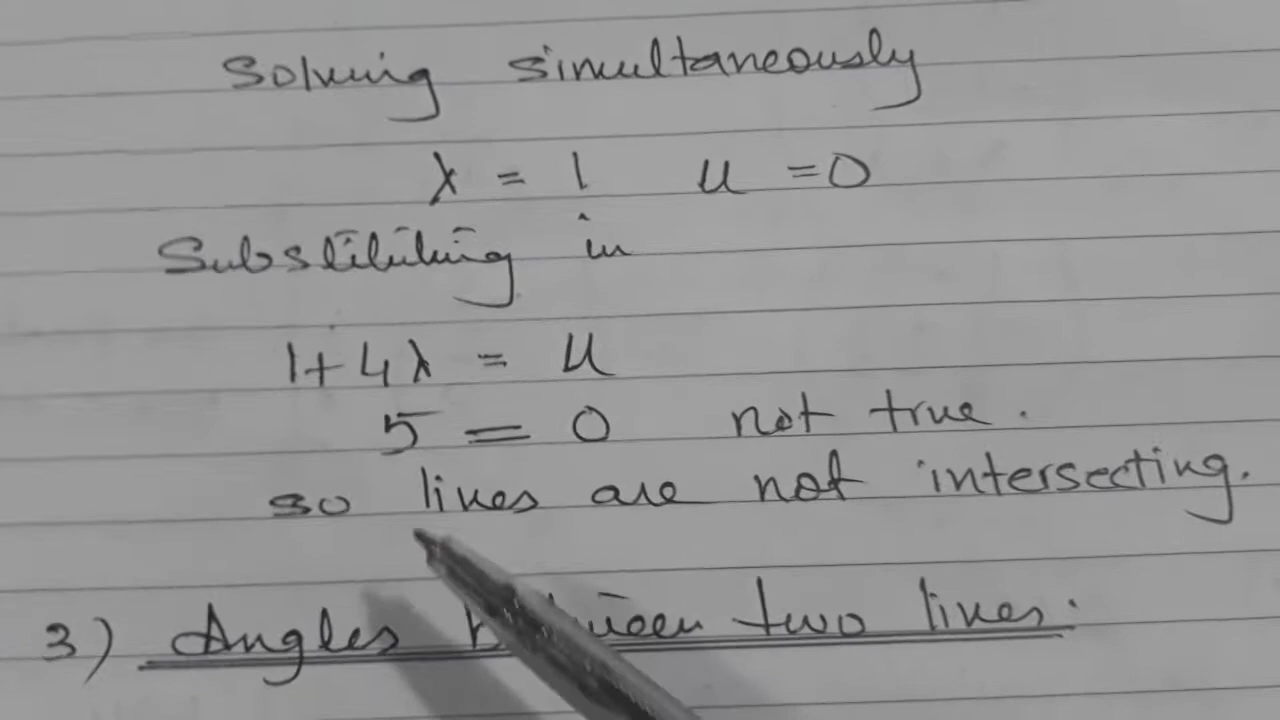 Solving simultaneously
λ = 1 u = 0
Substituting in
1+4λ = u
5 = 0 not true.
so lines are not intersecting.
3) Angles two lines.